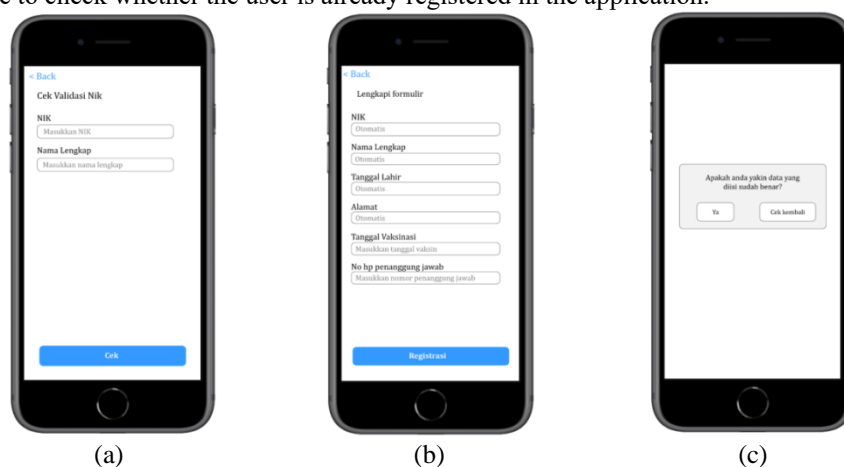 e to check whether the user is already registered in the application.
< Back
Cek Validasi Nik
NIK
Masukkan NIK
Nama Lengkap
Masukkan nama lengkap
Cek
(a)
< Back
Lengkapi formulir
NIK
Otomatis
Nama Lengkap
Otomatis
Tanggal Lahir
Otomatis
Alamat
Otomatis
Tanggal Vaksinasi
Masukkan tanggal vaksin
No hp penanggung jawab
Masukkan nomor penanggung jawab
Registrasi
(b)
Apakah anda yakin data yang
diisi sudah benar?
Ya
Cek kembali
(c)